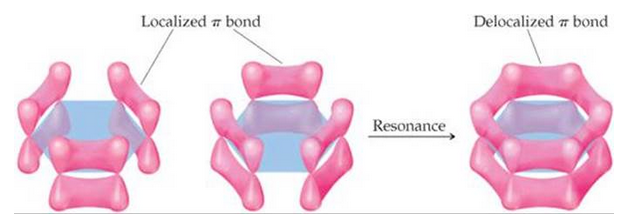 Localized π bond
Delocalized π bond
Resonance